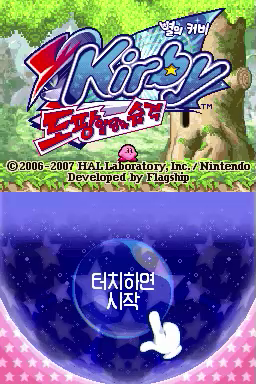 별의 커비
Kirby
도팡 일당의 습격
TM
© 2006-2007 HAL Laboratory, Inc. / Nintendo
Developed by Flagship
터치하면
시작